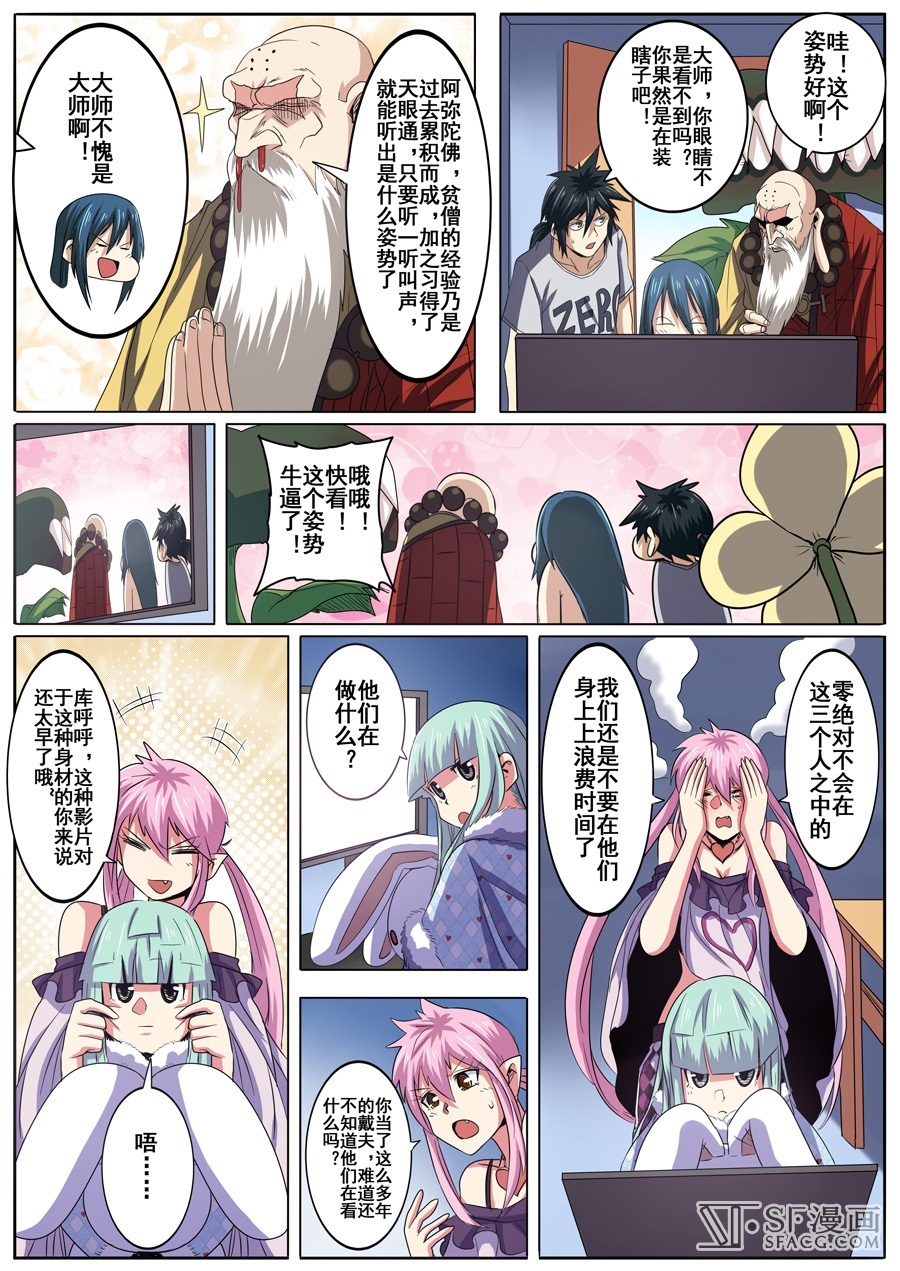 哇！这个
姿势好啊！
大师，你眼睛不
是看不到吗？
你果然是在装
瞎子吧！
ZERO
阿弥陀佛，贫僧的经验乃是
过去累积而成，加之习得了
天眼通，只要听一听叫声，
就能听出是什么姿势了
大师不愧是
大师啊！
哦哦！
快看！
这个姿势
牛逼了！
零绝对不会在
这三个人之中的
我们还是不要在他们
身上上浪费时间了
他们在
做什么？
你当了这么多年
的戴夫，难道还
不知道他们在看
什么吗？
库呼呼，这种影片对
于这种身材的你来说
还太早了哦。
唔……
SF漫画
SFACG.COM